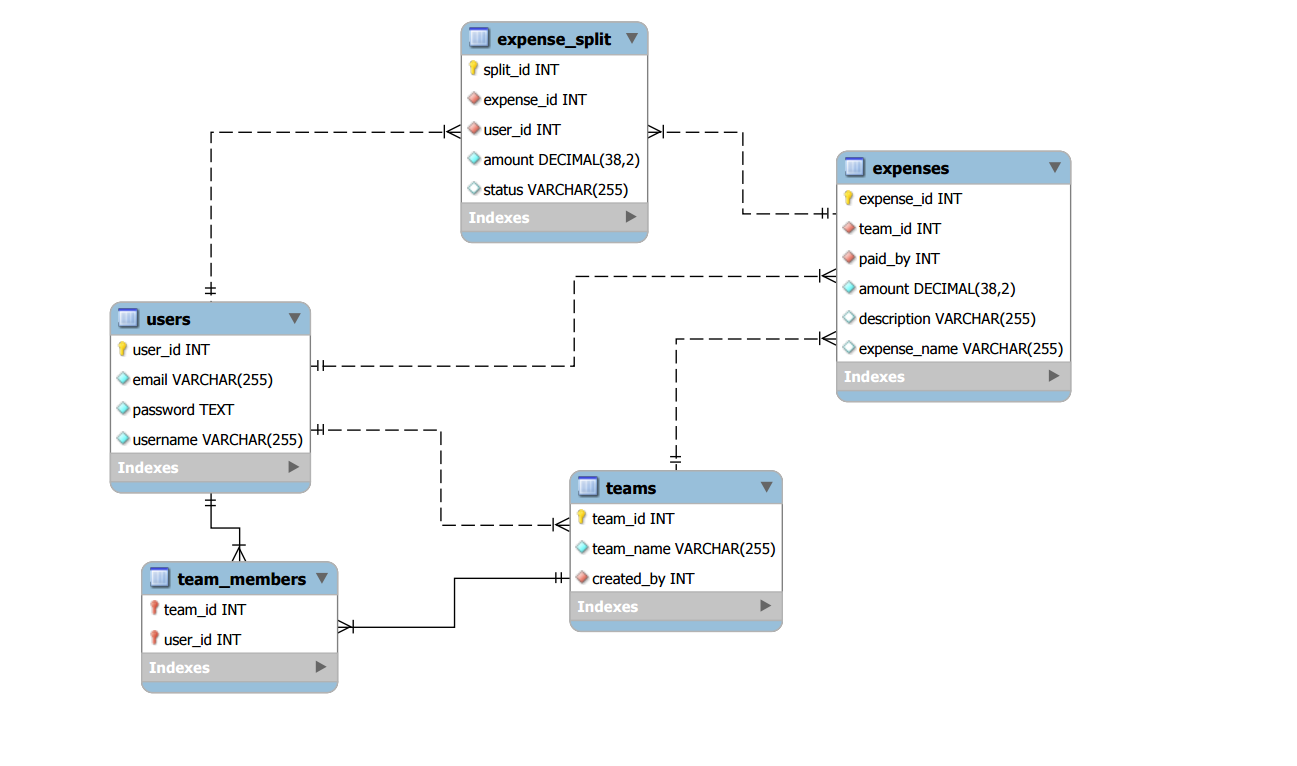 expense_split
split_id INT
expense_id INT
user_id INT
amount DECIMAL(38,2)
status VARCHAR(255)
Indexes
expenses
expense_id INT
team_id INT
paid_by INT
amount DECIMAL(38,2)
description VARCHAR(255)
expense_name VARCHAR(255)
Indexes
users
user_id INT
email VARCHAR(255)
password TEXT
username VARCHAR(255)
Indexes
teams
team_id INT
team_name VARCHAR(255)
created_by INT
Indexes
team_members
team_id INT
user_id INT
Indexes